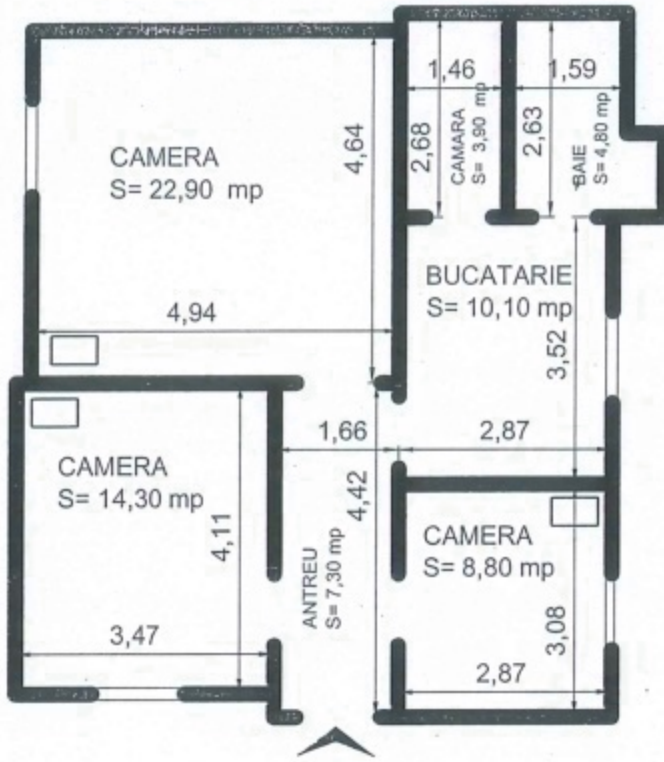 1,46
1,59
CAMERA
S= 22,90 mp
4,64
2,68
CAMARA
S= 3,90 mp
2,63
BAIE
S= 4,80 mp
BUCATARIE
S= 10,10 mp
4,94
3,52
1,66
2,87
CAMERA
S= 14,30 mp
4,11
4,42
ANTREU
S= 7,30 mp
CAMERA
S= 8,80 mp
3,47
3,08
2,87